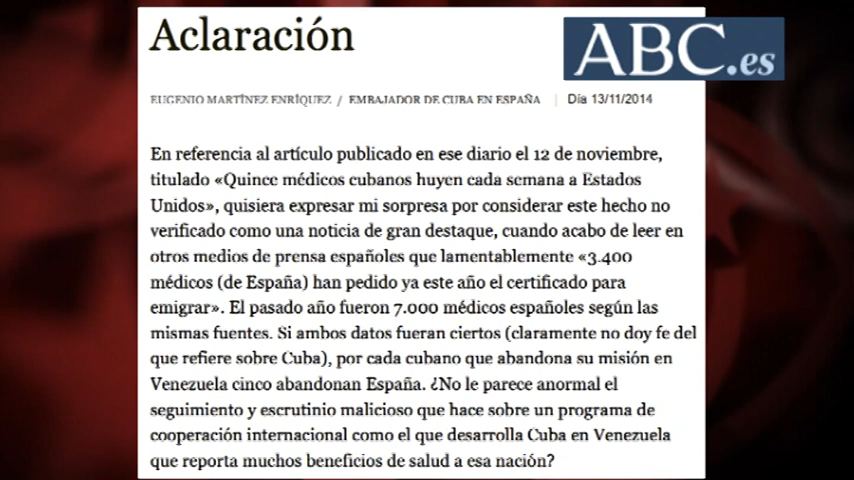 Aclaración
ABC.es
EUGENIO MARTÍNEZ ENRÍQUEZ / EMBAJADOR DE CUBA EN ESPAÑA | Día 13/11/2014
En referencia al artículo publicado en ese diario el 12 de noviembre,
titulado «Quince médicos cubanos huyen cada semana a Estados
Unidos», quisiera expresar mi sorpresa por considerar este hecho no
verificado como una noticia de gran destaque, cuando acabo de leer en
otros medios de prensa españoles que lamentablemente «3.400
médicos (de España) han pedido ya este año el certificado para
emigrar». El pasado año fueron 7.000 médicos españoles según las
mismas fuentes. Si ambos datos fueran ciertos (claramente no doy fe del
que refiere sobre Cuba), por cada cubano que abandona su misión en
Venezuela cinco abandonan España. ¿No le parece anormal el
seguimiento y escrutinio malicioso que hace sobre un programa de
cooperación internacional como el que desarrolla Cuba en Venezuela
que reporta muchos beneficios de salud a esa nación?